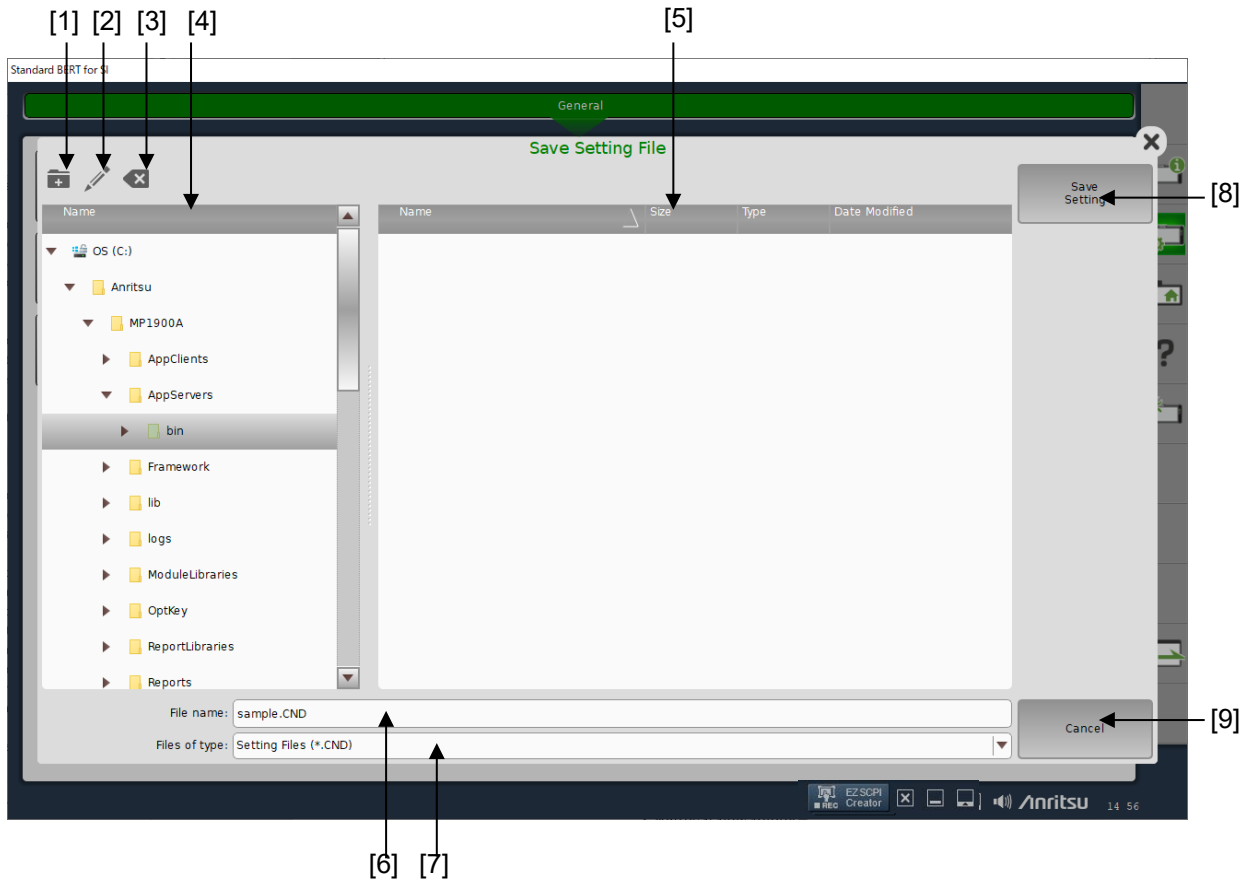 [1] [2] [3] [4] [5]
Standard BERT for SI
General
Save Setting File
Save
Setting
[8]
Name
Name Size Type Date Modified
OS (C:)
Anritsu
MP1900A
AppClients
AppServers
bin
Framework
lib
logs
ModuleLibraries
OptKey
ReportLibraries
Reports
File name: sample.CND
Files of type: Setting Files (*.CND)
Cancel
[9]
REC
EZSCPI
Creator
Anritsu 14 56
[6] [7]